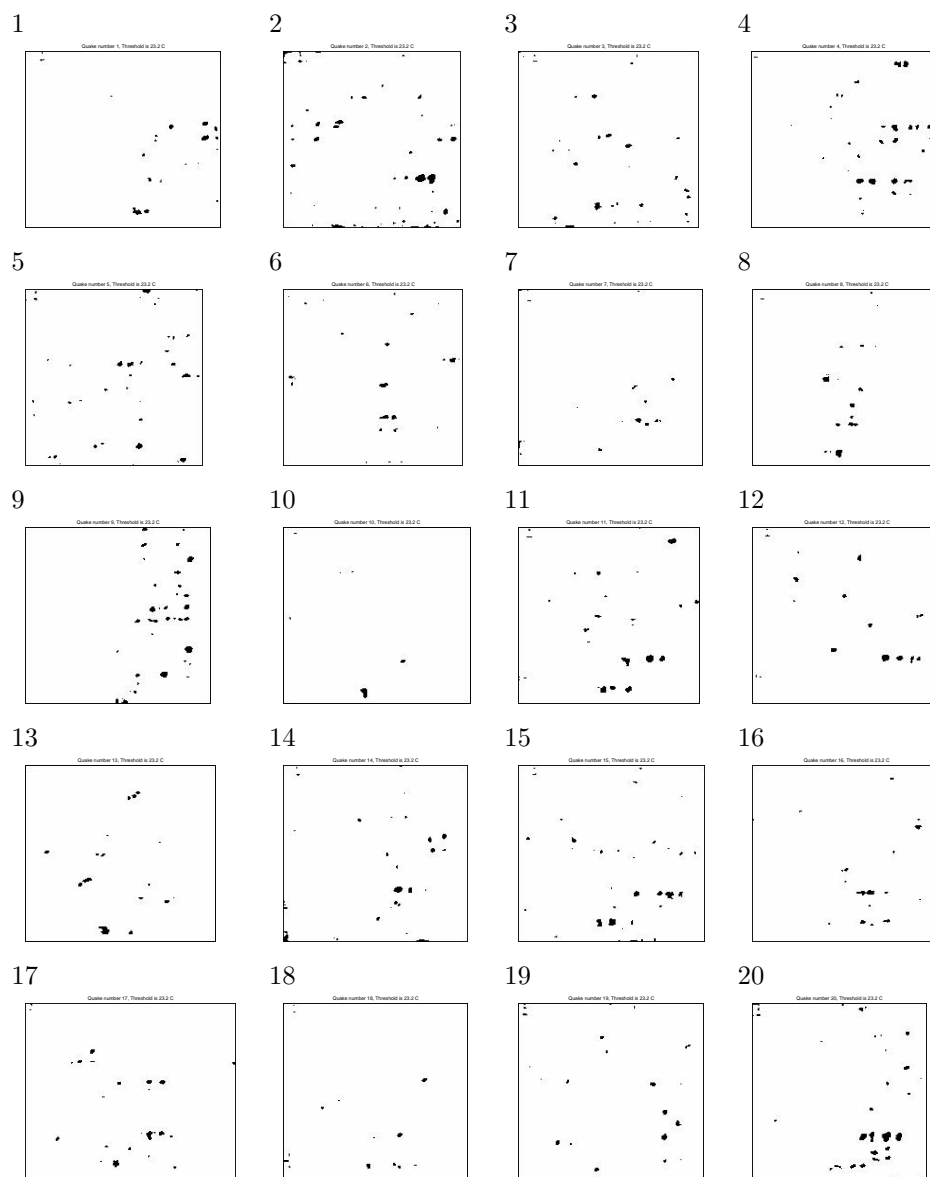 1 2 3 4
Quake number 1, Threshold is 23.2 C Quake number 2, Threshold is 23.2 C Quake number 3, Threshold is 23.2 C Quake number 4, Threshold is 23.2 C
5 6 7 8
Quake number 5, Threshold is 23.2 C Quake number 6, Threshold is 23.2 C Quake number 7, Threshold is 23.2 C Quake number 8, Threshold is 23.2 C
9 10 11 12
Quake number 9, Threshold is 23.2 C Quake number 10, Threshold is 23.2 C Quake number 11, Threshold is 23.2 C Quake number 12, Threshold is 23.2 C
13 14 15 16
Quake number 13, Threshold is 23.2 C Quake number 14, Threshold is 23.2 C Quake number 15, Threshold is 23.2 C Quake number 16, Threshold is 23.2 C
17 18 19 20
Quake number 17, Threshold is 23.2 C Quake number 18, Threshold is 23.2 C Quake number 19, Threshold is 23.2 C Quake number 20, Threshold is 23.2 C